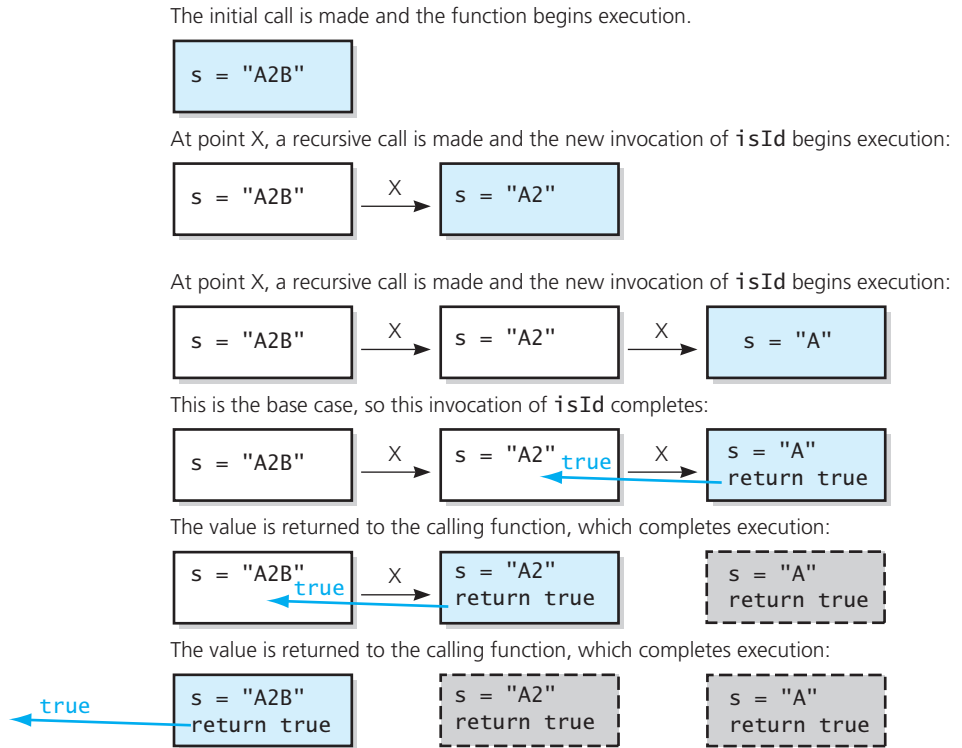 The initial call is made and the function begins execution.
s = "A2B"
At point X, a recursive call is made and the new invocation of isId begins execution:
s = "A2B"
X
s = "A2"
At point X, a recursive call is made and the new invocation of isId begins execution:
s = "A2B"
X
s = "A2"
X
s = "A"
This is the base case, so this invocation of isId completes:
s = "A2B"
X
s = "A2"
true
X
s = "A"
return true
The value is returned to the calling function, which completes execution:
s = "A2B"
true
X
s = "A2"
return true
s = "A"
return true
The value is returned to the calling function, which completes execution:
true
s = "A2B"
return true
s = "A2"
return true
s = "A"
return true